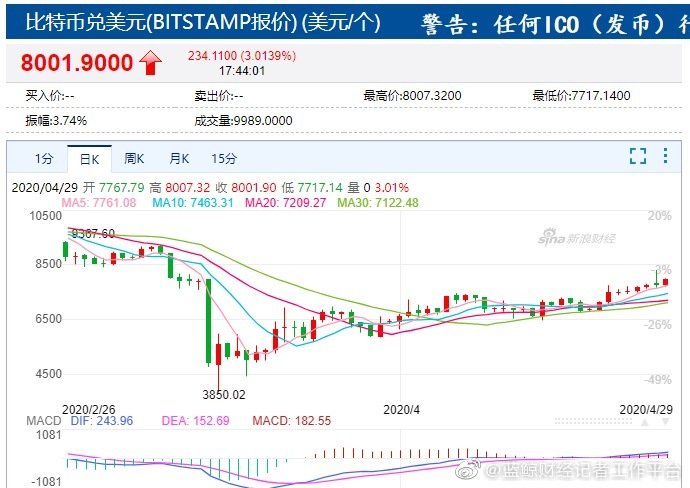 比特币兑美元(BITSTAMP报价) (美元/个) 警告：任何ICO（发币）行
8001.9000 234.1100 (3.0139%)
17:44:01
买入价:-- 卖出价:-- 最高价:8007.3200 最低价:7717.1400
振幅:3.74% 成交量:9989.0000
1分 日K 周K 月K 15分
2020/04/29 开 7767.79 高 8007.32 收 8001.90 低 7717.14 量 0 3.01%
MA5: 7761.08 MA10: 7463.31 MA20: 7209.27 MA30: 7122.48
10500 20%
9367.60
sina 新浪财经
8500 -3%
6500 -26%
4500 -49%
3850.02
2020/2/26 2020/4 2020/4/29
MACD DIF: 243.96 DEA: 152.69 MACD: 182.55
1081
-1081
@蓝鲸财经记者工作平台